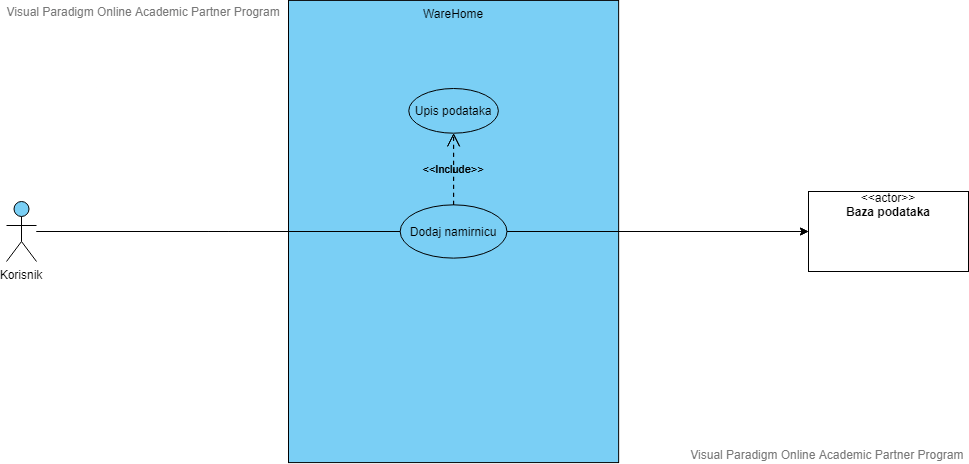 Visual Paradigm Online Academic Partner Program
WareHome
Upis podataka
<<Include>>
Dodaj namirnicu
Korisnik
<<actor>>
Baza podataka
Visual Paradigm Online Academic Partner Program